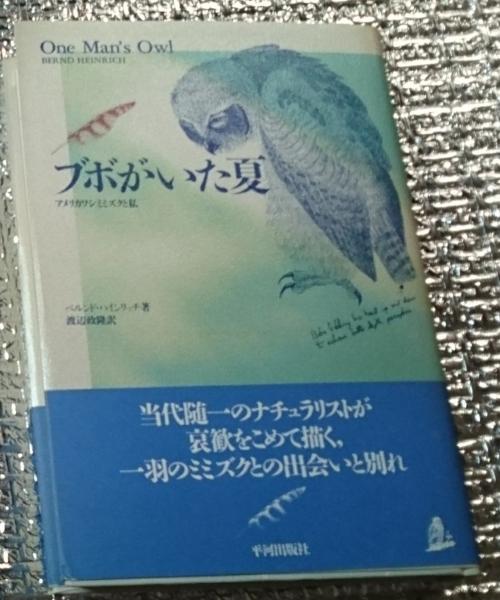 One Man's Owl
BERND HEINRICH
ブボがいた夏
アメリカワシミミズクと私
ベルンド・ハインリッチ著
渡辺政隆訳
当代随一のナチュラリストが
哀歓をこめて描く,
一羽のミミズクとの出会いと別れ
平河出版社